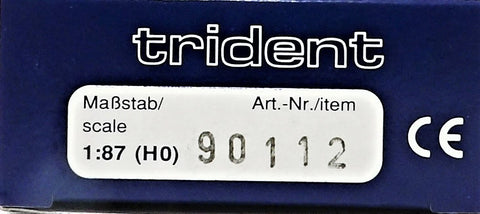 trident
Maßstab/ Art.-Nr./item
scale
1:87 (H0) 90112
CE